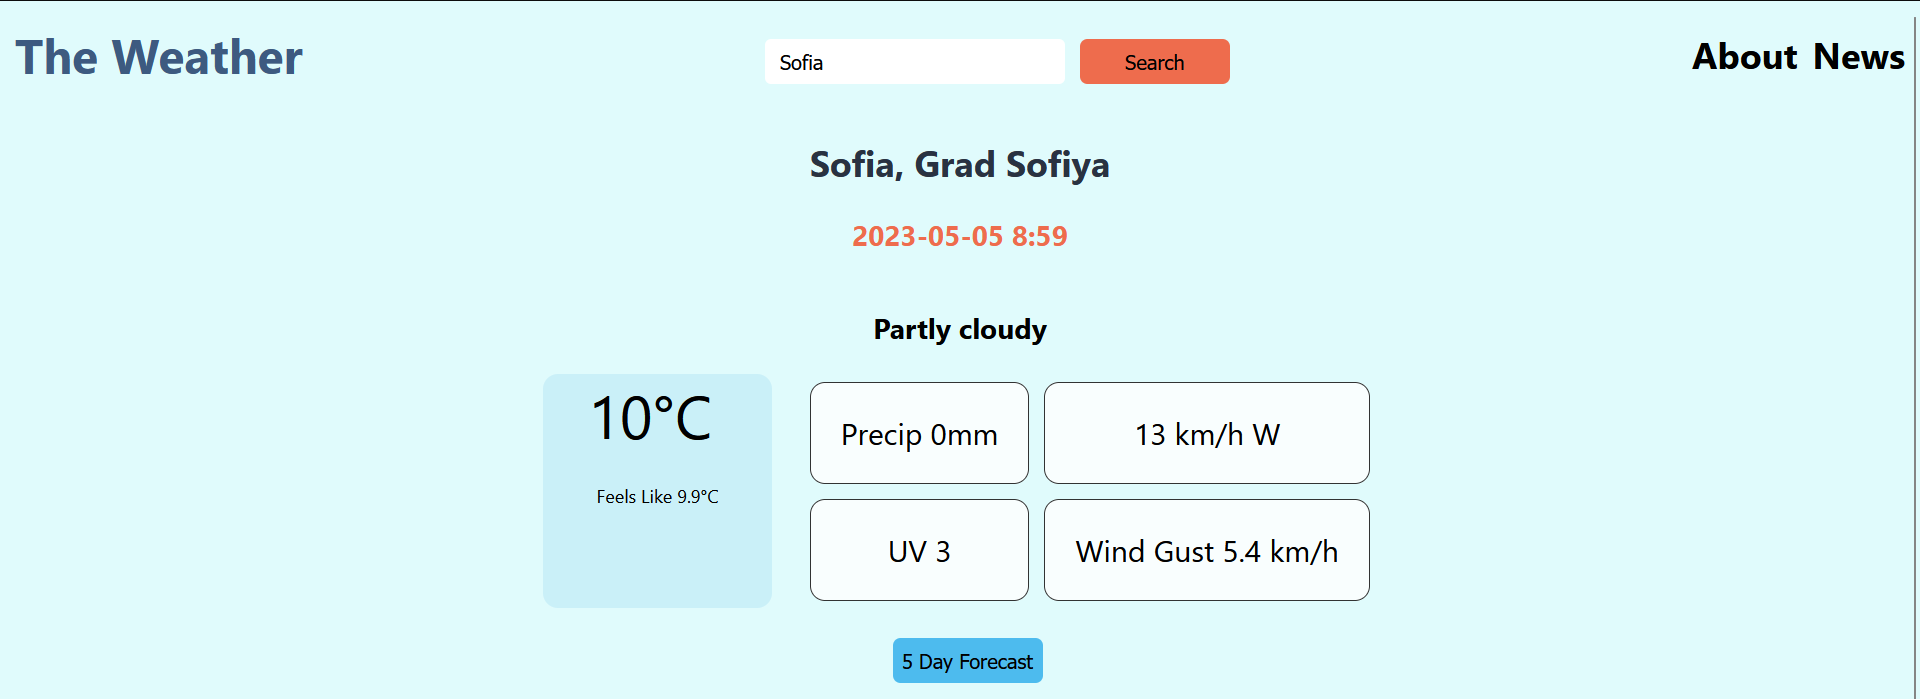 The Weather
Sofia
Search
About News
Sofia, Grad Sofiya
2023-05-05 8:59
Partly cloudy
10°C
Feels Like 9.9°C
Precip 0mm
13 km/h W
UV 3
Wind Gust 5.4 km/h
5 Day Forecast